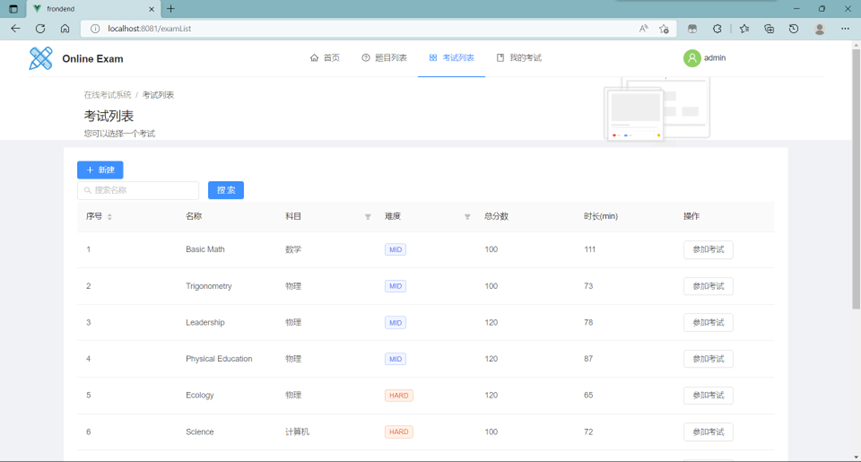 frondend
localhost:8081/examList
Online Exam
首页
题目列表
考试列表
我的考试
admin
在线考试系统 / 考试列表
考试列表
您可以选择一个考试
+ 新建
搜索名称
搜 索
序号 名称 科目 难度 总分数 时长(min) 操作
1 Basic Math 数学 MID 100 111 参加考试
2 Trigonometry 物理 MID 100 73 参加考试
3 Leadership 物理 MID 120 78 参加考试
4 Physical Education 物理 MID 120 87 参加考试
5 Ecology 物理 HARD 120 65 参加考试
6 Science 计算机 HARD 100 72 参加考试